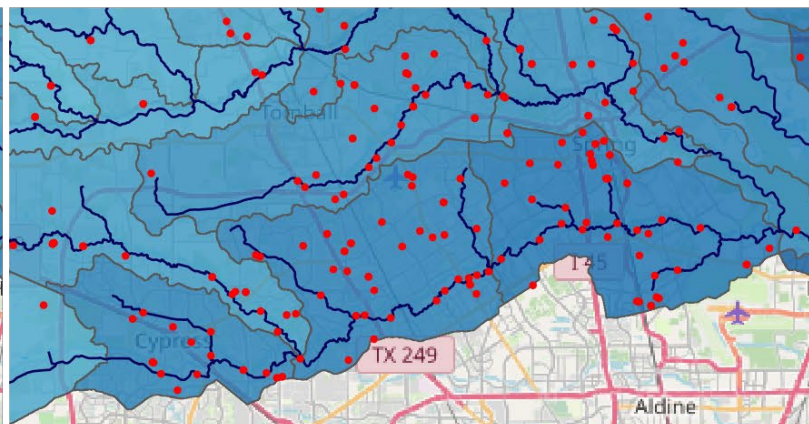 Tomball
Spring
I 45
Cypress
TX 249
Aldine